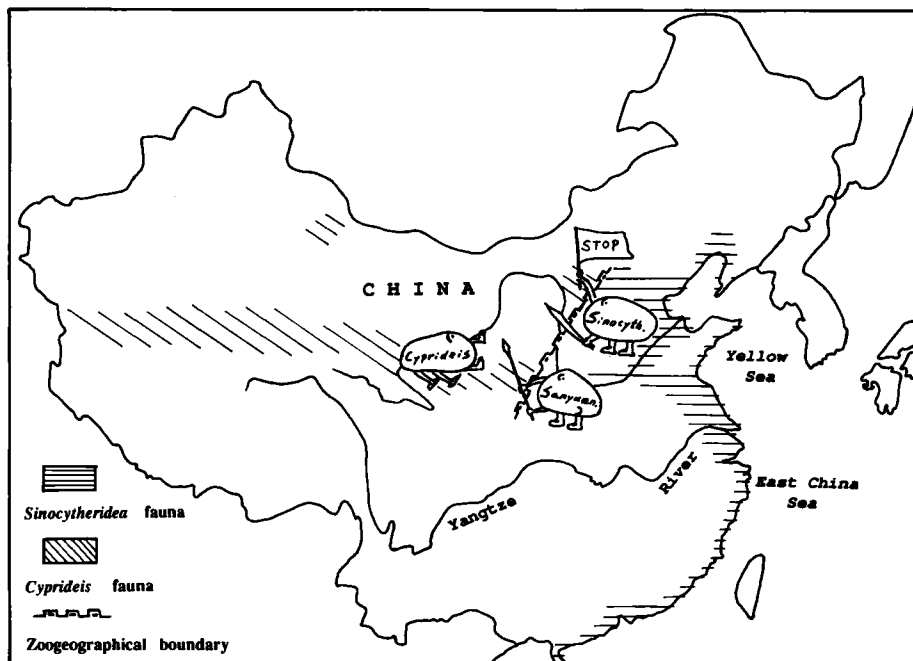 STOP
CHINA
Sinocyth.
Cyprideis
Yellow
Sea
Sanyuan.
River
East China
Sea
Yangtze
Sinocytheridea fauna
Cyprideis fauna
Zoogeographical boundary